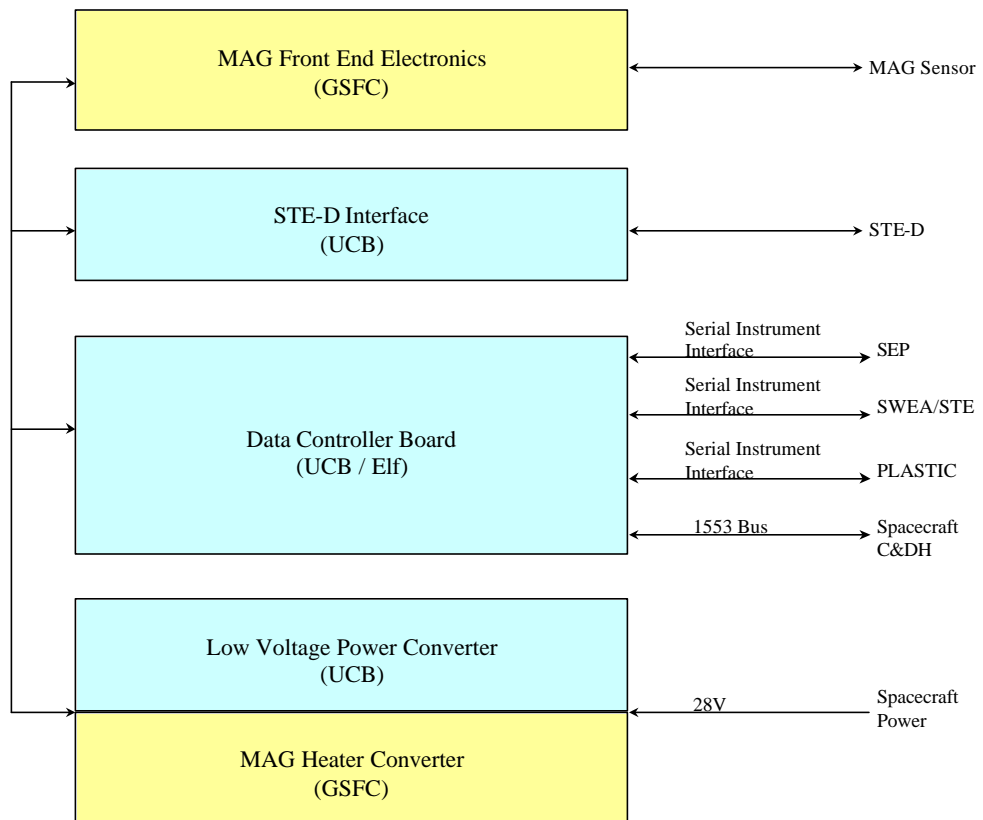 MAG Front End Electronics
(GSFC)
MAG Sensor
STE-D Interface
(UCB)
STE-D
Data Controller Board
(UCB / Elf)
Serial Instrument
Interface
SEP
Serial Instrument
Interface
SWEA/STE
Serial Instrument
Interface
PLASTIC
1553 Bus
Spacecraft
C&DH
Low Voltage Power Converter
(UCB)
28V
Spacecraft
Power
MAG Heater Converter
(GSFC)